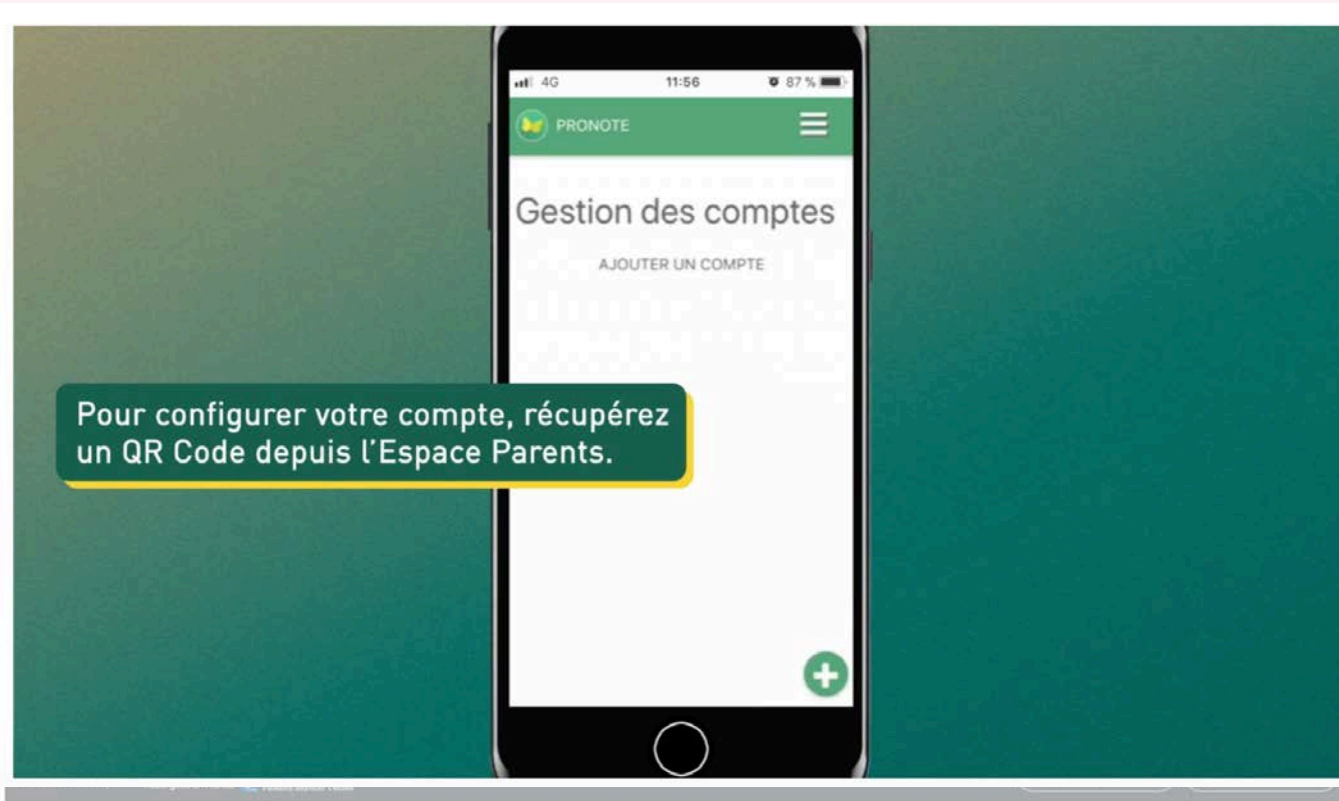 4G 11:56 87 %
PRONOTE
Gestion des comptes
AJOUTER UN COMPTE
Pour configurer votre compte, récupérez
un QR Code depuis l'Espace Parents.